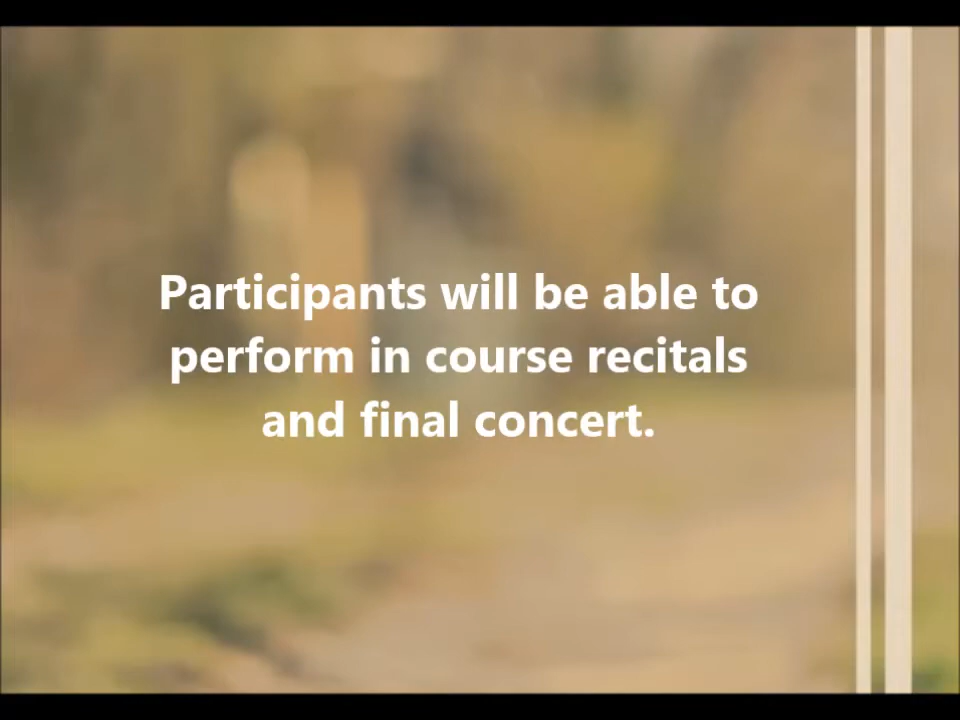 Participants will be able to
perform in course recitals
and final concert.